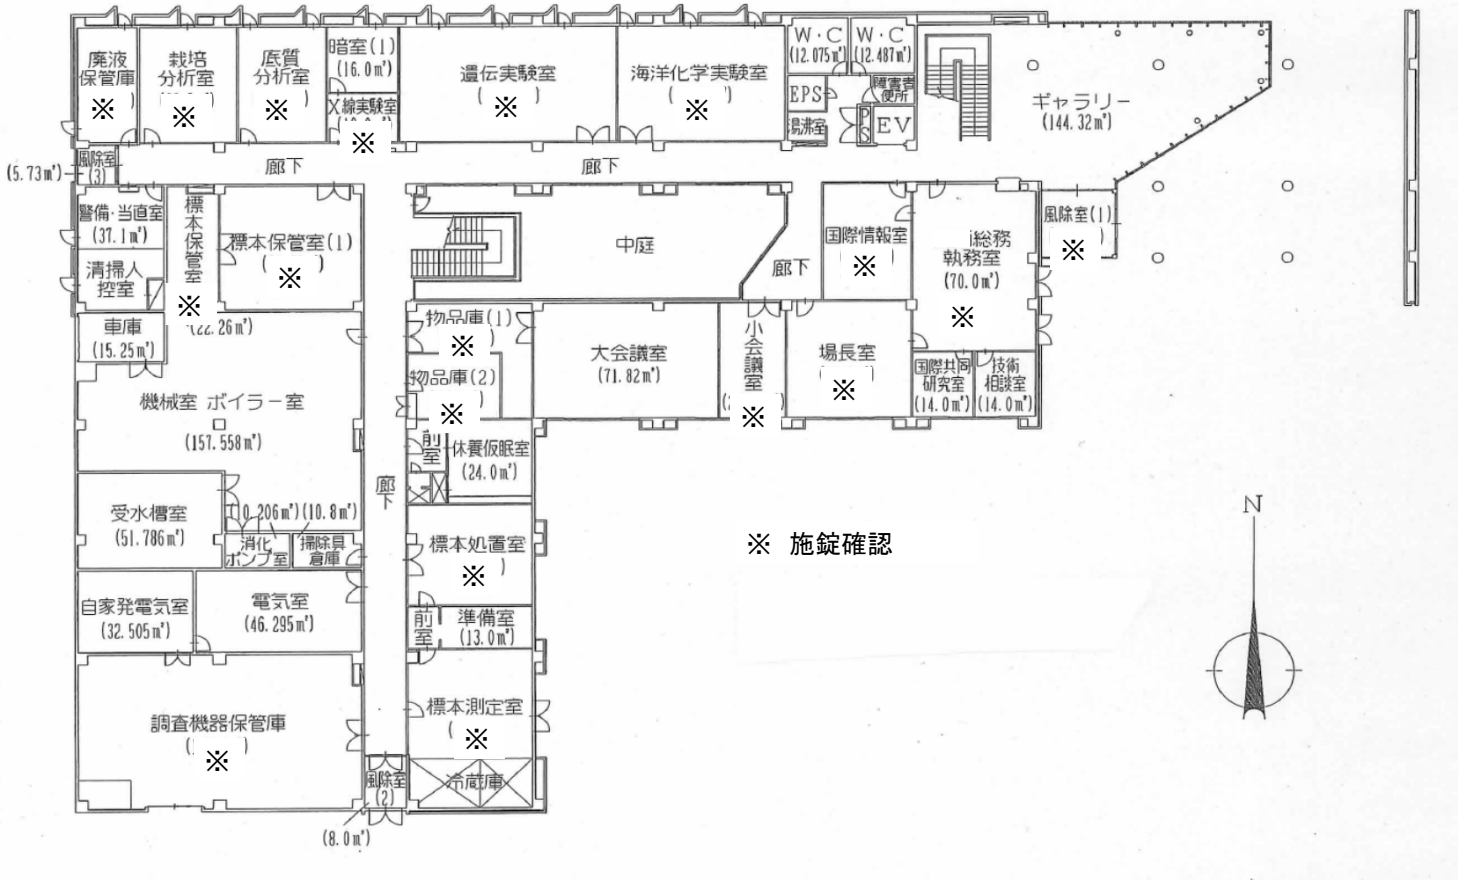 廃液
保管庫
※
栽培
分析室
※
底質
分析室
※
暗室(1)
(16.0㎡)
X線実験室
※
遺伝実験室
( ※ )
海洋化学実験室
( ※ )
W・C
(12.075㎡)
W・C
(12.487㎡)
EPS
湯沸室
障害者
便所
PS
EV
ギャラリー
(144.32㎡)
風除室
(3)
(5.73㎡)
廊下
廊下
警備・当直室
(37.1㎡)
清掃人
控室
標本保管室
※
(22.26㎡)
標本保管室(1)
( ※ )
中庭
廊下
国際情報室
※
総務
執務室
(70.0㎡)
※
風除室(1)
※
車庫
(15.25㎡)
機械室 ボイラー室
(157.558㎡)
物品庫(1)
※
物品庫(2)
※
大会議室
(71.82㎡)
小会議室
※
場長室
※
国際共同
研究室
(14.0㎡)
技術
相談室
(14.0㎡)
前室
休養仮眠室
(24.0㎡)
廊下
受水槽室
(51.786㎡)
(10.206㎡)
(10.8㎡)
消化
ポンプ室
掃除具
倉庫
標本処置室
※
※ 施錠確認
N
自家発電気室
(32.505㎡)
電気室
(46.295㎡)
前室
準備室
(13.0㎡)
調査機器保管庫
※
標本測定室
※
冷蔵庫
風除室
(2)
(8.0㎡)